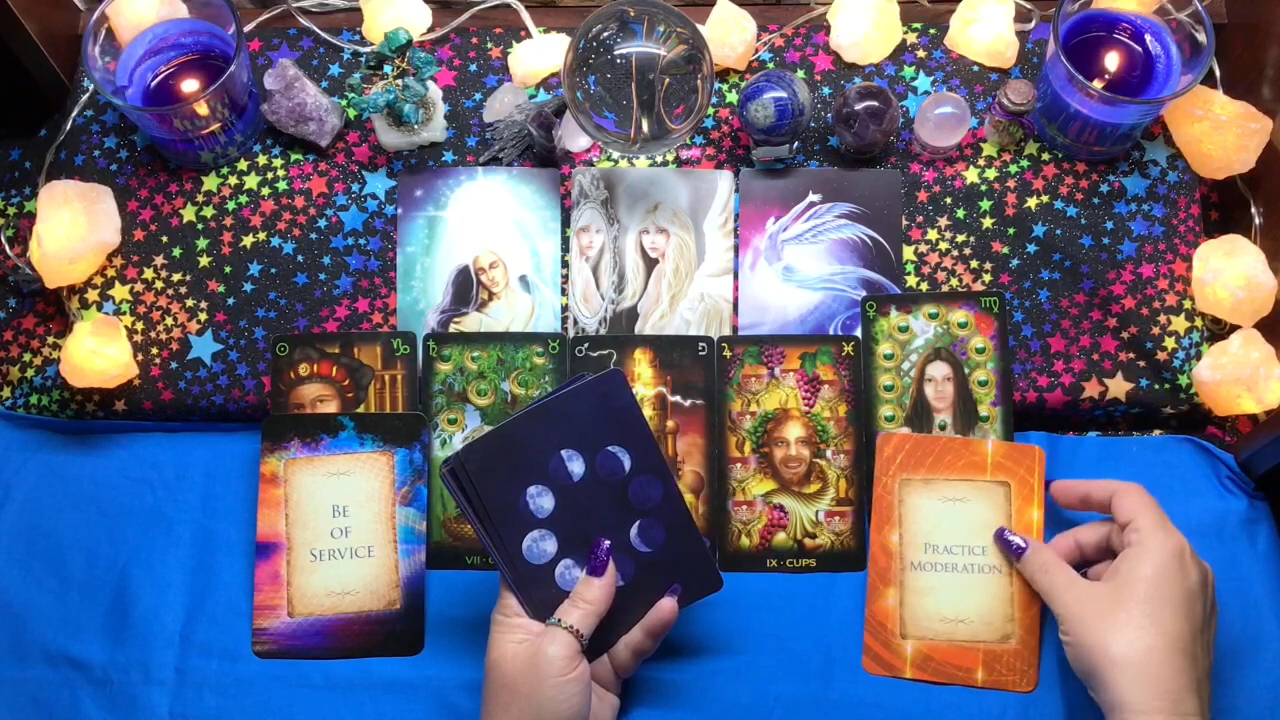 BE
OF
SERVICE
VII
IX · CUPS
PRACTICE
MODERATION